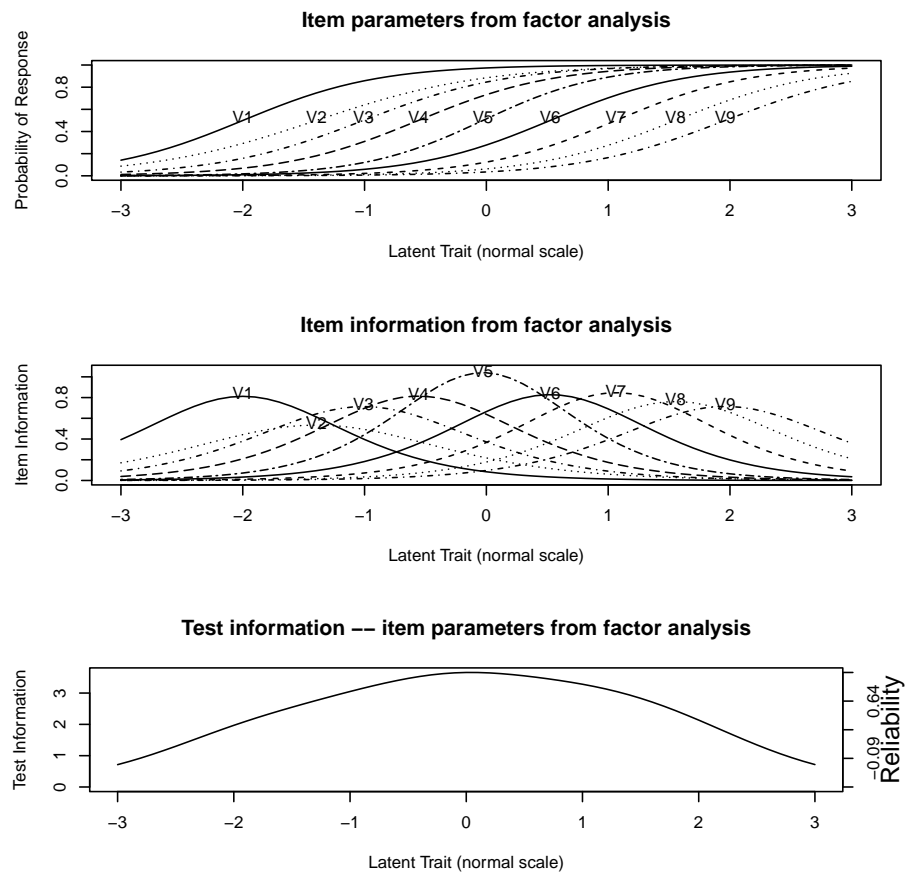 Item parameters from factor analysis
Probability of Response
0.0 0.4 0.8
V1 V2 V3 V4 V5 V6 V7 V8 V9
−3 −2 −1 0 1 2 3
Latent Trait (normal scale)
Item information from factor analysis
Item Information
0.0 0.4 0.8
V1 V2 V3 V4 V5 V6 V7 V8 V9
−3 −2 −1 0 1 2 3
Latent Trait (normal scale)
Test information −− item parameters from factor analysis
Test Information
0 1 2 3
−0.09 0.64
Reliability
−3 −2 −1 0 1 2 3
Latent Trait (normal scale)